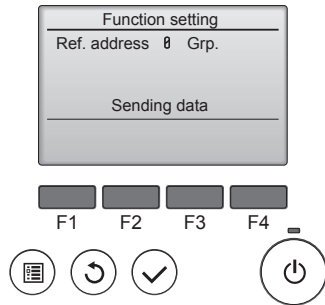 Function setting
Ref. address 0 Grp.
Sending data
F1 F2 F3 F4